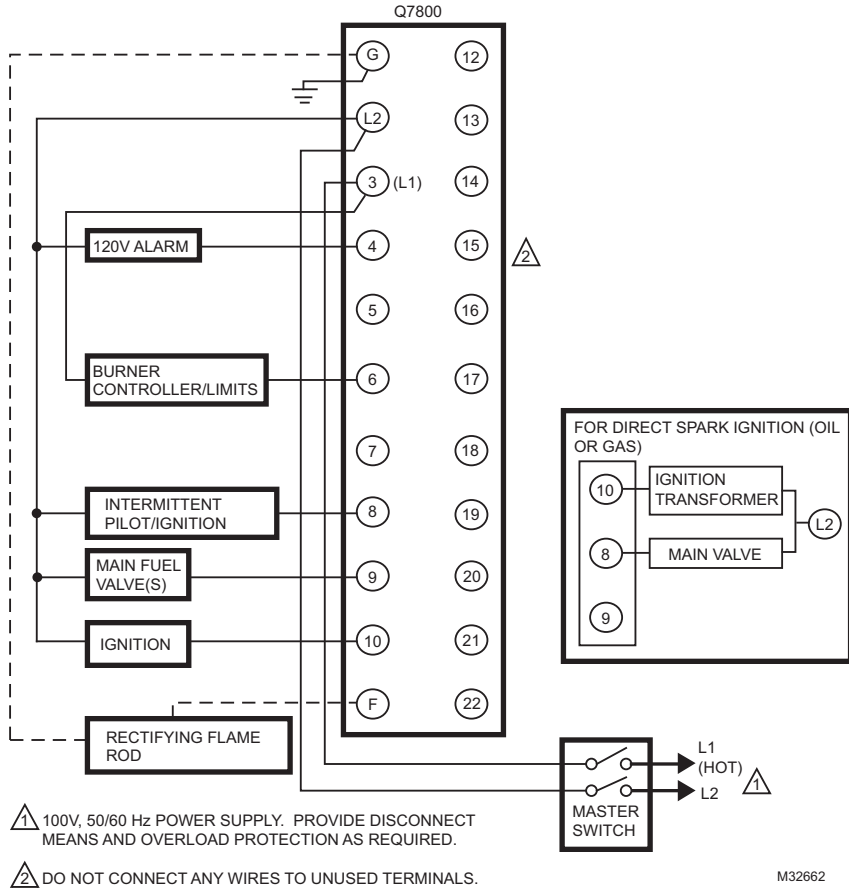 Q7800
G
12
L2
13
3 (L1)
14
120V ALARM
4
15
2
5
16
BURNER
CONTROLLER/LIMITS
6
17
7
18
INTERMITTENT
PILOT/IGNITION
8
19
MAIN FUEL
VALVE(S)
9
20
IGNITION
10
21
F
22
RECTIFYING FLAME
ROD
FOR DIRECT SPARK IGNITION (OIL
OR GAS)
10
IGNITION
TRANSFORMER
L2
8
MAIN VALVE
9
L1
(HOT)
1
L2
MASTER
SWITCH
1 100V, 50/60 Hz POWER SUPPLY. PROVIDE DISCONNECT
MEANS AND OVERLOAD PROTECTION AS REQUIRED.
2 DO NOT CONNECT ANY WIRES TO UNUSED TERMINALS.
M32662